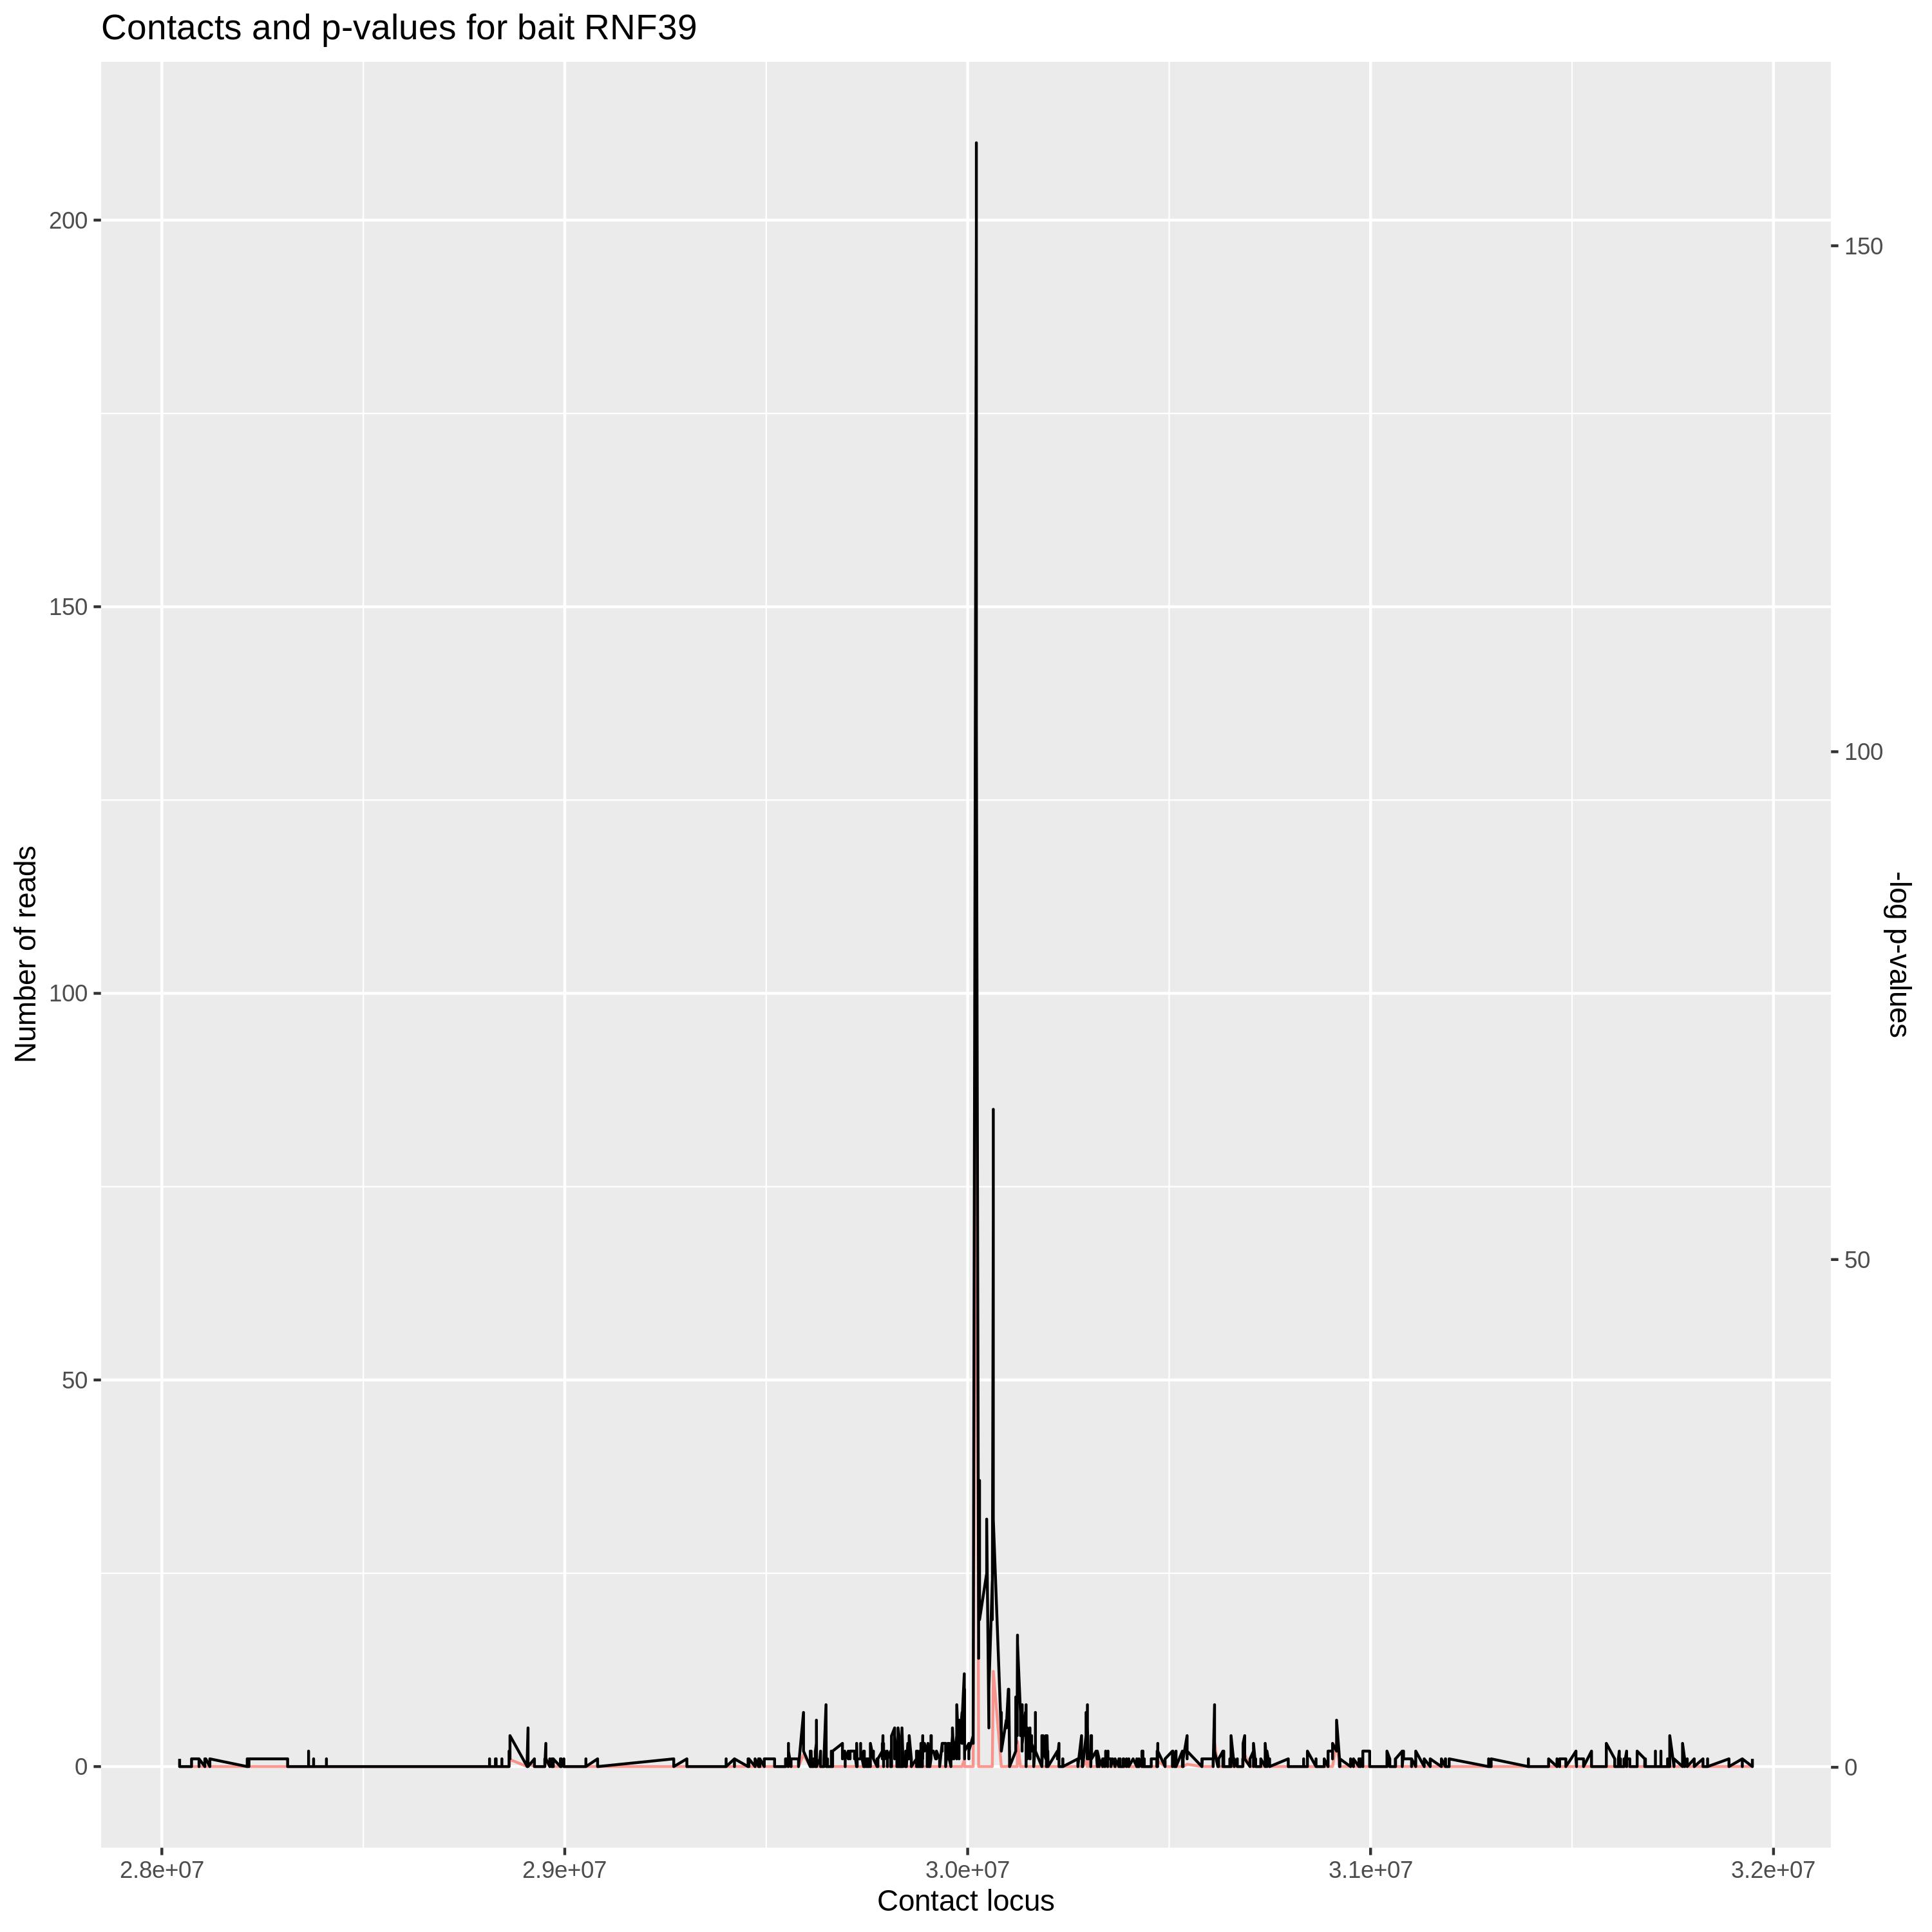 Contacts and p-values for bait RNF39
200
150
100
50
0
Number of reads
150
100
50
0
-log p-values
2.8e+07
2.9e+07
3.0e+07
3.1e+07
3.2e+07
Contact locus